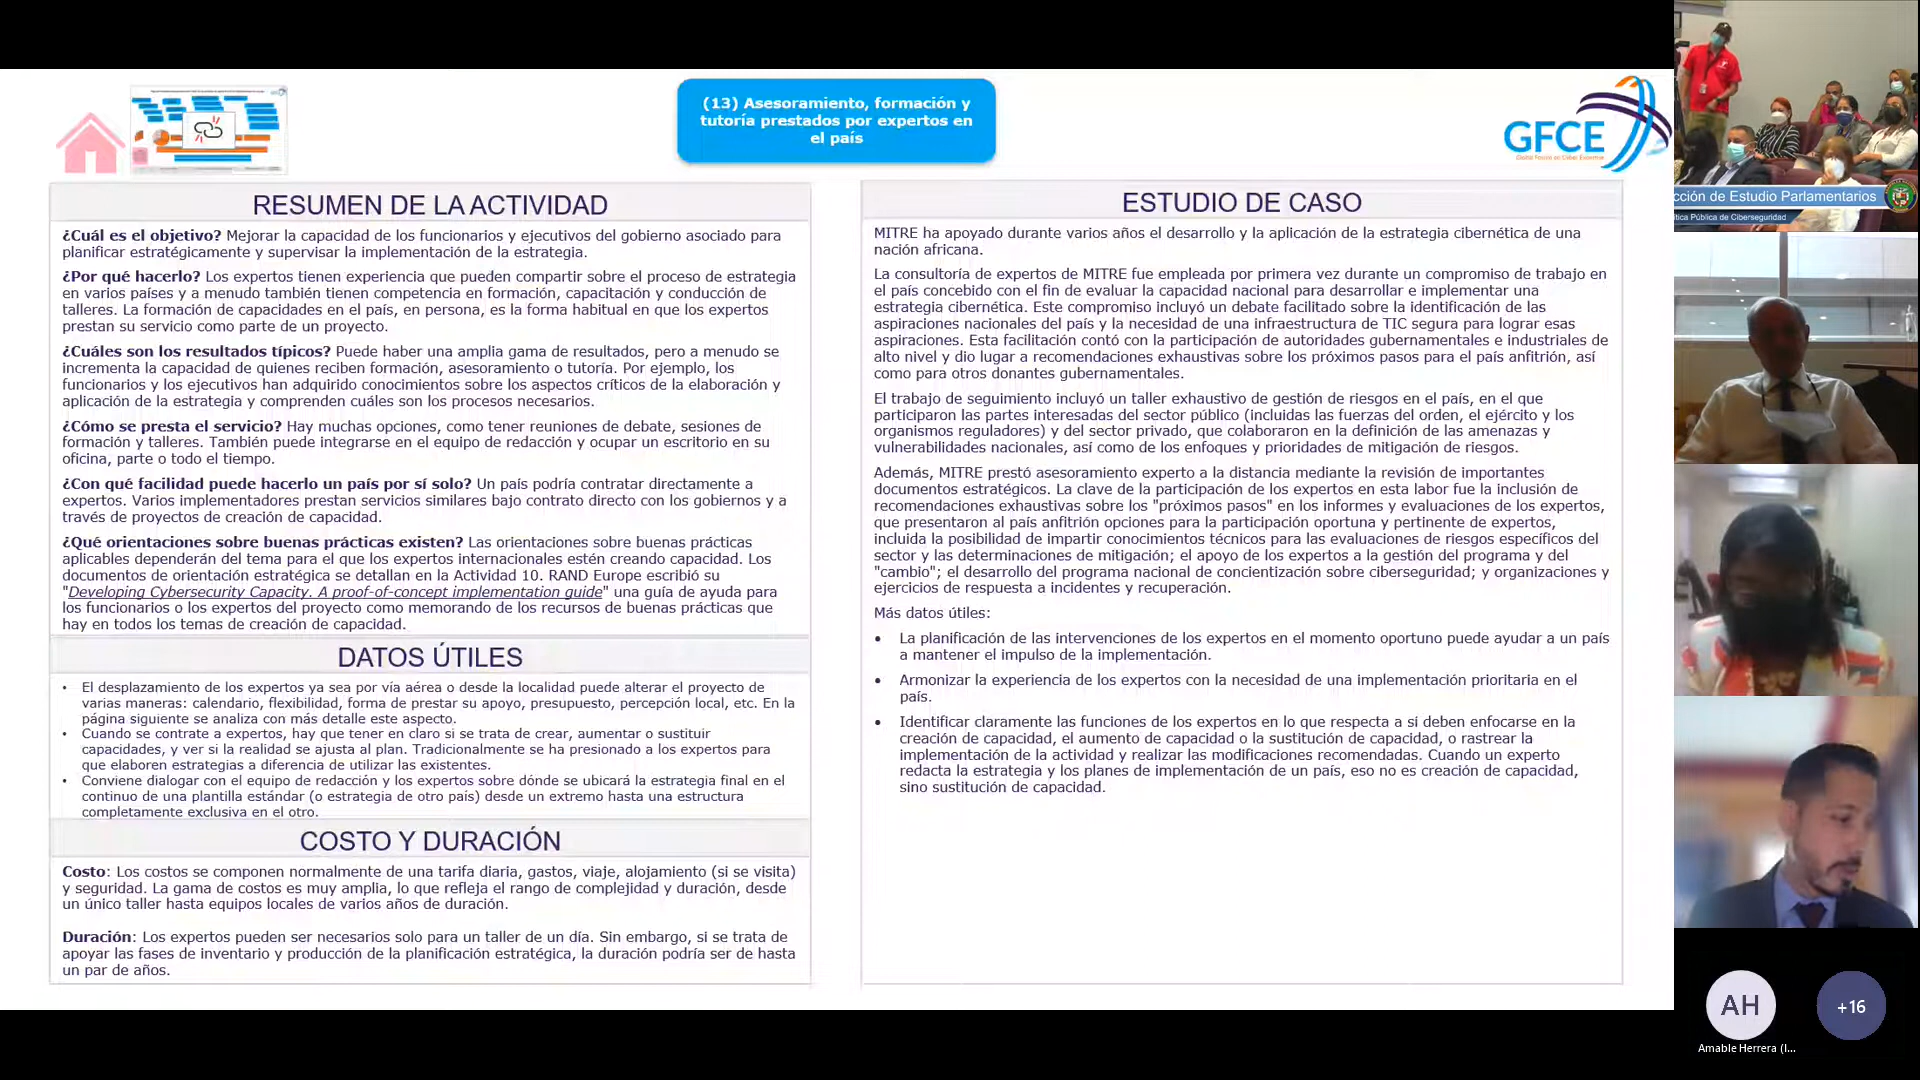 (13) Asesoramiento, formación y
tutoría prestados por expertos en
el país
GFCE
RESUMEN DE LA ACTIVIDAD
¿Cuál es el objetivo? Mejorar la capacidad de los funcionarios y ejecutivos del gobierno asociado para
planificar estratégicamente y supervisar la implementación de la estrategia.
¿Por qué hacerlo? Los expertos tienen experiencia que pueden compartir sobre el proceso de estrategia
en varios países y a menudo también tienen competencia en formación, capacitación y conducción de
talleres. La formación de capacidades en el país, en persona, es la forma habitual en que los expertos
prestan su servicio como parte de un proyecto.
¿Cuáles son los resultados típicos? Puede haber una amplia gama de resultados, pero a menudo se
incrementa la capacidad de quienes reciben formación, asesoramiento o tutoría. Por ejemplo, los
funcionarios y los ejecutivos han adquirido conocimientos sobre los aspectos críticos de la elaboración y
aplicación de la estrategia y comprenden cuáles son los procesos necesarios.
¿Cómo se presta el servicio? Hay muchas opciones, como tener reuniones de debate, sesiones de
formación y talleres. También puede integrarse en el equipo de redacción y ocupar un escritorio en su
oficina, parte o todo el tiempo.
¿Con qué facilidad puede hacerlo un país por sí solo? Un país podría contratar directamente a
expertos. Varios implementadores prestan servicios similares bajo contrato directo con los gobiernos y a
través de proyectos de creación de capacidad.
¿Qué orientaciones sobre buenas prácticas existen? Las orientaciones sobre buenas prácticas
aplicables dependerán del tema para el que los expertos internacionales estén creando capacidad. Los
documentos de orientación estratégica se detallan en la Actividad 10. RAND Europe escribió su
"Developing Cybersecurity Capacity. A proof-of-concept implementation guide" una guía de ayuda para
los funcionarios o los expertos del proyecto como memorando de los recursos de buenas prácticas que
hay en todos los temas de creación de capacidad.
DATOS ÚTILES
• El desplazamiento de los expertos ya sea por vía aérea o desde la localidad puede alterar el proyecto de
varias maneras: calendario, flexibilidad, forma de prestar su apoyo, presupuesto, percepción local, etc. En la
página siguiente se analiza con más detalle este aspecto.
• Cuando se contrate a expertos, hay que tener en claro si se trata de crear, aumentar o sustituir
capacidades, y ver si la realidad se ajusta al plan. Tradicionalmente se ha presionado a los expertos para
que elaboren estrategias a diferencia de utilizar las existentes.
• Conviene dialogar con el equipo de redacción y los expertos sobre dónde se ubicará la estrategia final en el
continuo de una plantilla estándar (o estrategia de otro pais) desde un extremo hasta una estructura
completamente exclusiva en el otro.
COSTO Y DURACIÓN
Costo: Los costos se componen normalmente de una tarifa diaria, gastos, viaje, alojamiento (si se visita)
y seguridad. La gama de costos es muy amplia, lo que refleja el rango de complejidad y duración, desde
un único taller hasta equipos locales de varios años de duración.
Duración: Los expertos pueden ser necesarios solo para un taller de un día. Sin embargo, si se trata de
apoyar las fases de inventario y producción de la planificación estratégica, la duración podría ser de hasta
un par de años.
ESTUDIO DE CASO
MITRE ha apoyado durante varios años el desarrollo y la aplicación de la estrategia cibernética de una
nación africana.
La consultoría de expertos de MITRE fue empleada por primera vez durante un compromiso de trabajo en
el país concebido con el fin de evaluar la capacidad nacional para desarrollar e implementar una
estrategia cibernética. Este compromiso incluyó un debate facilitado sobre la identificación de las
aspiraciones nacionales del país y la necesidad de una infraestructura de TIC segura para lograr esas
aspiraciones. Esta facilitación contó con la participación de autoridades gubernamentales e industriales de
alto nivel y dio lugar a recomendaciones exhaustivas sobre los próximos pasos para el país anfitrión, así
como para otros donantes gubernamentales.
El trabajo de seguimiento incluyó un taller exhaustivo de gestión de riesgos en el país, en el que
participaron las partes interesadas del sector público (incluidas las fuerzas del orden, el ejército y los
organismos reguladores) y del sector privado, que colaboraron en la definición de las amenazas y
vulnerabilidades nacionales, así como de los enfoques y prioridades de mitigación de riesgos.
Además, MITRE prestó asesoramiento experto a la distancia mediante la revisión de importantes
documentos estratégicos. La clave de la participación de los expertos en esta labor fue la inclusión de
recomendaciones exhaustivas sobre los "próximos pasos" en los informes y evaluaciones de los expertos,
que presentaron al país anfitrión opciones para la participación oportuna y pertinente de expertos,
incluida la posibilidad de impartir conocimientos técnicos para las evaluaciones de riesgos específicos del
sector y las determinaciones de mitigación; el apoyo de los expertos a la gestión del programa y del
"cambio"; el desarrollo del programa nacional de concientización sobre ciberseguridad; y organizaciones y
ejercicios de respuesta a incidentes y recuperación.
Más datos útiles:
• La planificación de las intervenciones de los expertos en el momento oportuno puede ayudar a un país
a mantener el impulso de la implementación.
• Armonizar la experiencia de los expertos con la necesidad de una implementación prioritaria en el
país.
• Identificar claramente las funciones de los expertos en lo que respecta a si deben enfocarse en la
creación de capacidad, el aumento de capacidad o la sustitución de capacidad, o rastrear la
implementación de la actividad y realizar las modificaciones recomendadas. Cuando un experto
redacta la estrategia y los planes de implementación de un país, eso no es creación de capacidad,
sino sustitución de capacidad.
cción de Estudio Parlamentarios
ítica Pública de Ciberseguridad
AH
+16
Amable Herrera (I...